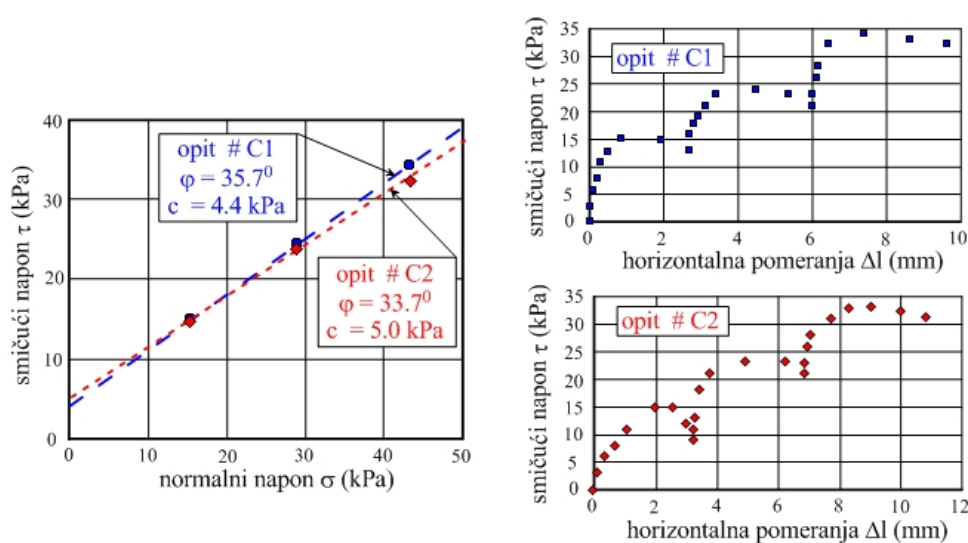 smičući napon τ (kPa)
40
30
20
10
0
0 10 20 30 40 50
normalni napon σ (kPa)
opit # C1
φ = 35.7⁰
c = 4.4 kPa
opit # C2
φ = 33.7⁰
c = 5.0 kPa
smičući napon τ (kPa)
35
30
25
20
15
10
5
0
0 2 4 6 8 10
horizontalna pomeranja Δl (mm)
opit # C1
smičući napon τ (kPa)
35
30
25
20
15
10
5
0
0 2 4 6 8 10 12
horizontalna pomeranja Δl (mm)
opit # C2